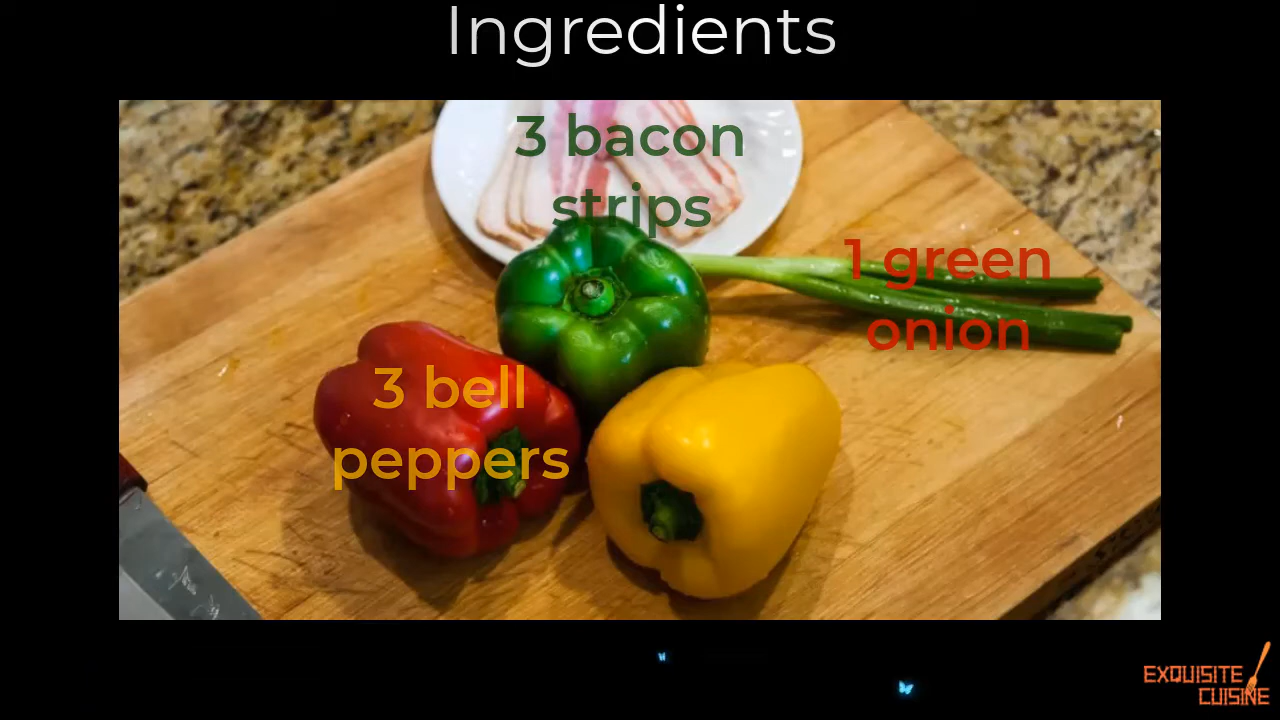 Ingredients
3 bacon
strips
1 green
onion
3 bell
peppers
EXQUISITE
CUISINE